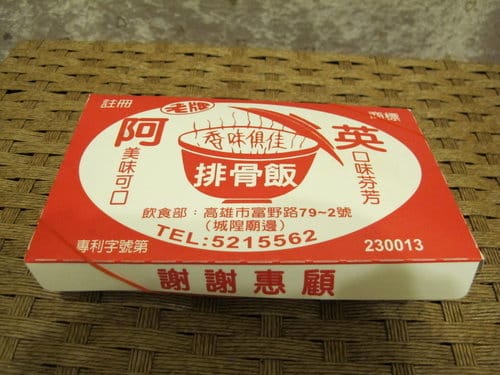 註冊
老牌
商標
阿
英
香味俱佳
美味可口
口味芬芳
排骨飯
飲食部：高雄市富野路79~2號
(城隍廟邊)
TEL:5215562
專利字號第
230013
謝謝惠顧